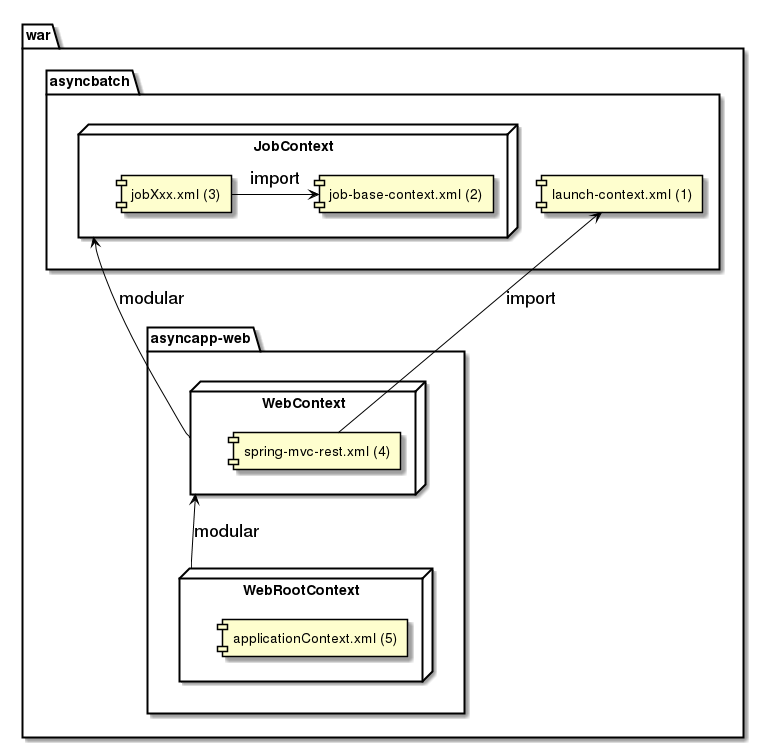 war
asyncbatch
JobContext
import
jobXxx.xml (3)
job-base-context.xml (2)
launch-context.xml (1)
modular
import
asyncapp-web
WebContext
spring-mvc-rest.xml (4)
modular
WebRootContext
applicationContext.xml (5)